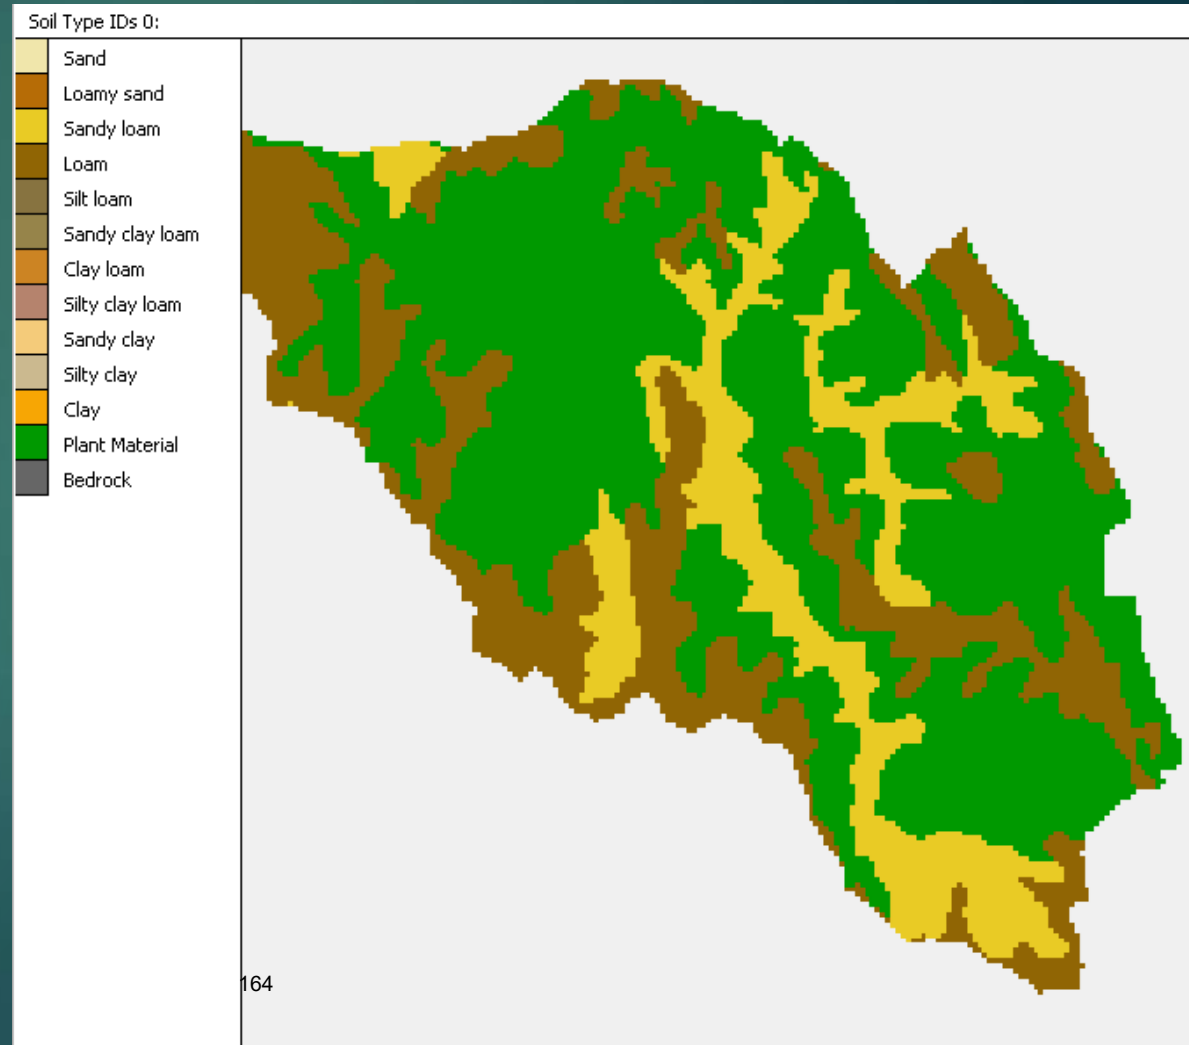 Soil Type IDs 0:
Sand
Loamy sand
Sandy loam
Loam
Silt loam
Sandy clay loam
Clay loam
Silty clay loam
Sandy clay
Silty clay
Clay
Plant Material
Bedrock
164